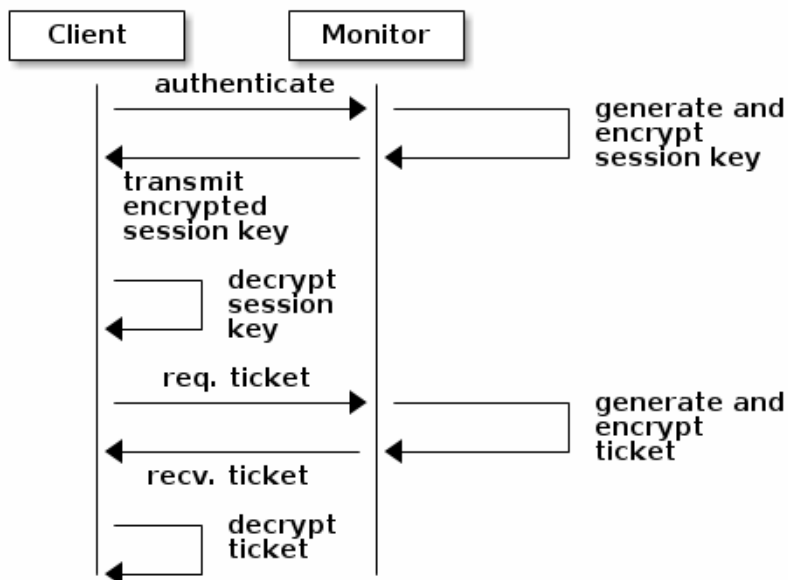 Client
Monitor
authenticate
generate and
encrypt
session key
transmit
encrypted
session key
decrypt
session
key
req. ticket
generate and
encrypt
ticket
recv. ticket
decrypt
ticket